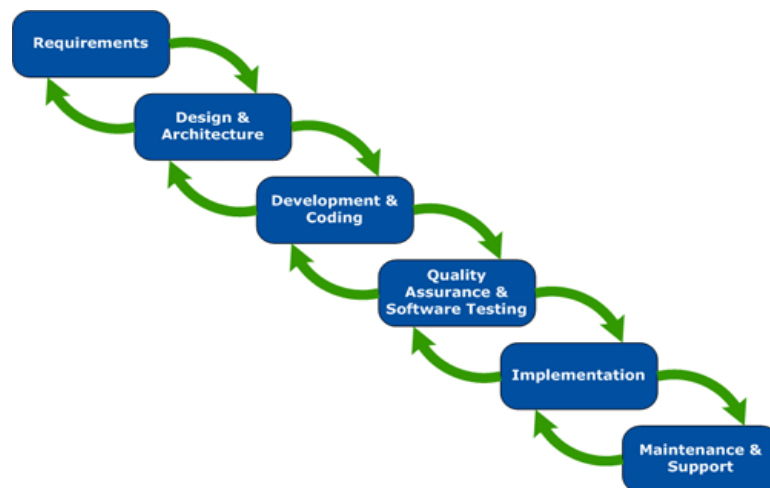 Requirements
Design &
Architecture
Development &
Coding
Quality
Assurance &
Software Testing
Implementation
Maintenance &
Support